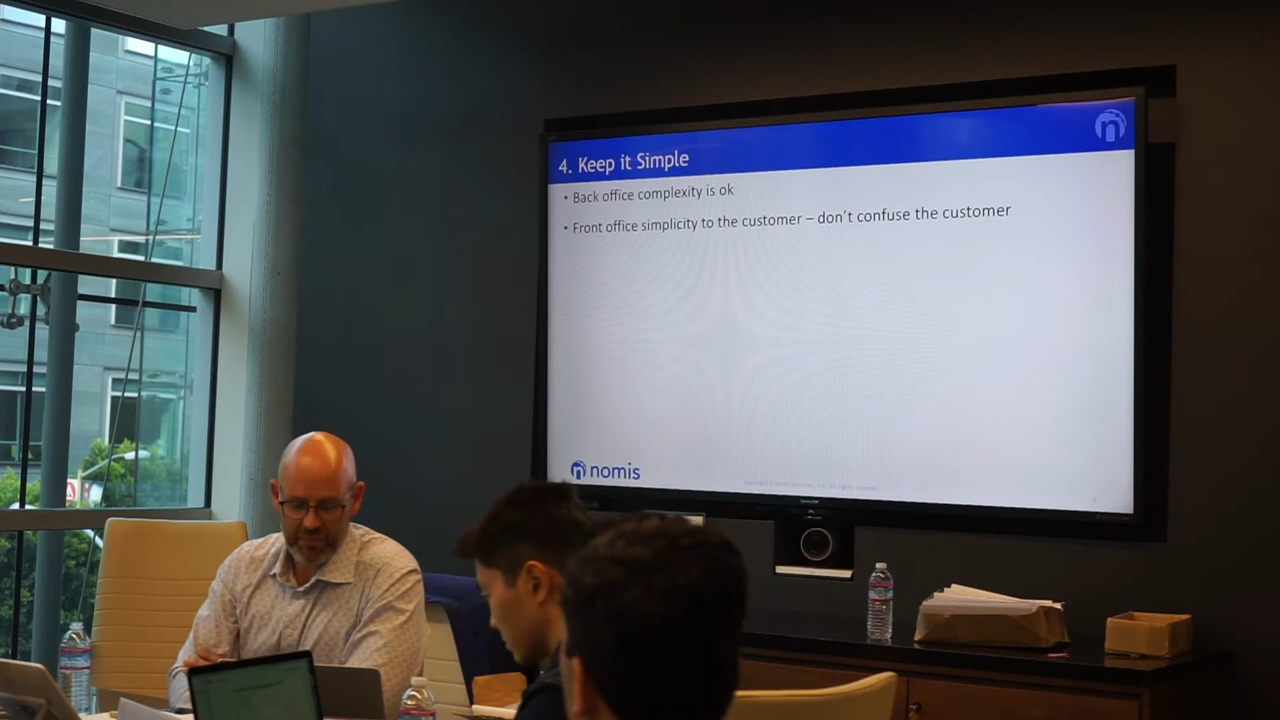 4. Keep it Simple
• Back office complexity is ok
• Front office simplicity to the customer – don't confuse the customer
nomis